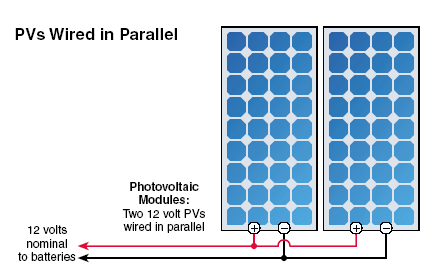 PVs Wired in Parallel
Photovoltaic
Modules:
Two 12 volt PVs
wired in parallel
+ − + −
12 volts
nominal
to batteries